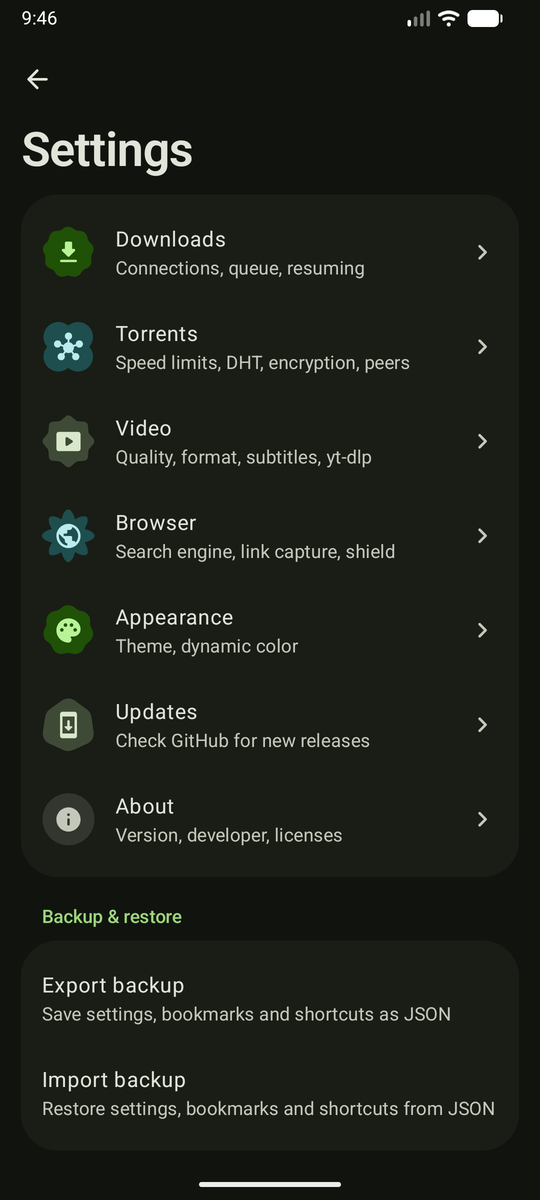 9:46
Settings
Downloads
Connections, queue, resuming
Torrents
Speed limits, DHT, encryption, peers
Video
Quality, format, subtitles, yt-dlp
Browser
Search engine, link capture, shield
Appearance
Theme, dynamic color
Updates
Check GitHub for new releases
About
Version, developer, licenses
Backup & restore
Export backup
Save settings, bookmarks and shortcuts as JSON
Import backup
Restore settings, bookmarks and shortcuts from JSON